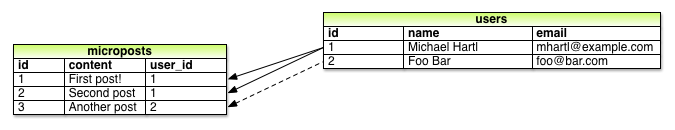 users
id name email
1 Michael Hartl mhartl@example.com
2 Foo Bar foo@bar.com
microposts
id content user_id
1 First post! 1
2 Second post 1
3 Another post 2